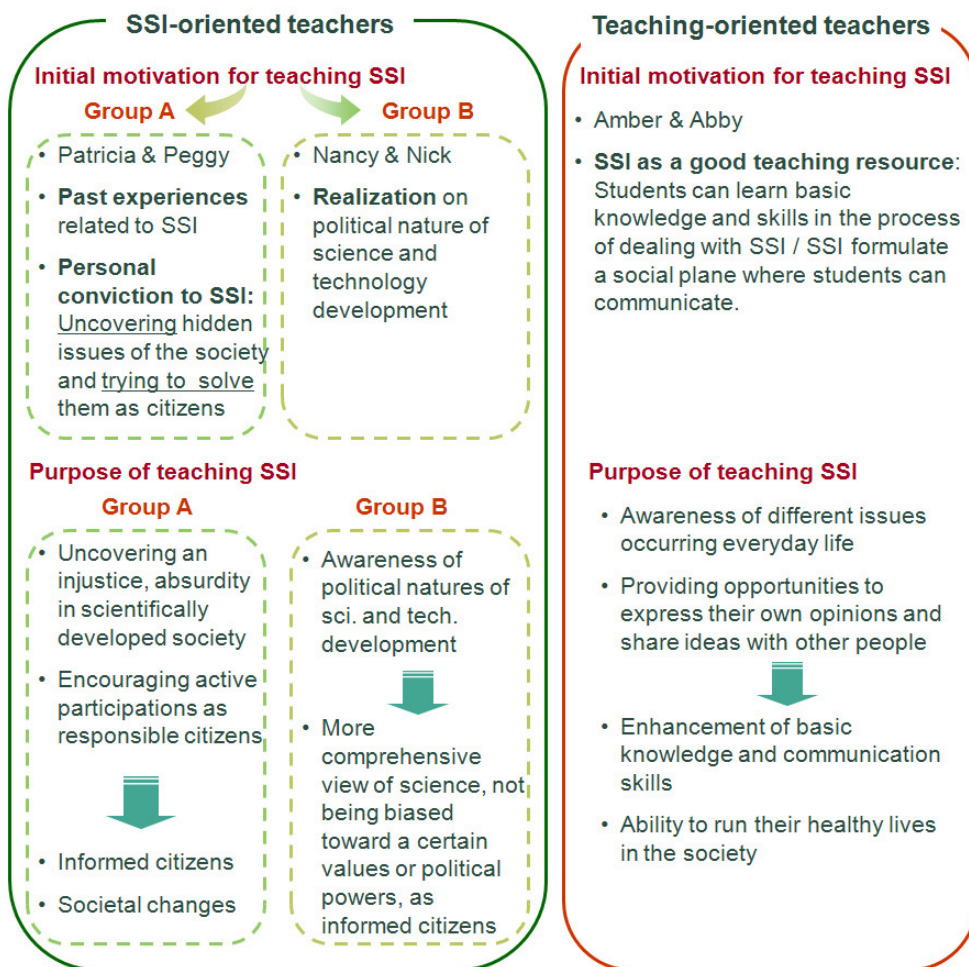 SSI-oriented teachers
Initial motivation for teaching SSI
Group A
• Patricia & Peggy
• Past experiences
related to SSI
• Personal
conviction to SSI:
Uncovering hidden
issues of the society
and trying to solve
them as citizens
Group B
• Nancy & Nick
• Realization on
political nature of
science and
technology
development
Purpose of teaching SSI
Group A
• Uncovering an
injustice, absurdity
in scientifically
developed society
• Encouraging active
participations as
responsible citizens
• Informed citizens
• Societal changes
Group B
• Awareness of
political natures of
sci. and tech.
development
• More
comprehensive
view of science, not
being biased
toward a certain
values or political
powers, as
informed citizens
Teaching-oriented teachers
Initial motivation for teaching SSI
• Amber & Abby
• SSI as a good teaching resource:
Students can learn basic
knowledge and skills in the process
of dealing with SSI / SSI formulate
a social plane where students can
communicate.
Purpose of teaching SSI
• Awareness of different issues
occurring everyday life
• Providing opportunities to
express their own opinions and
share ideas with other people
• Enhancement of basic
knowledge and communication
skills
• Ability to run their healthy lives
in the society